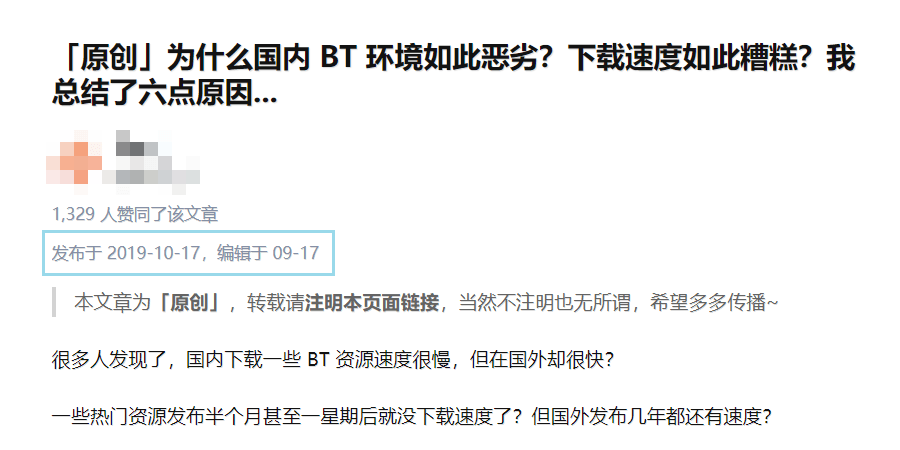 「原创」为什么国内 BT 环境如此恶劣？下载速度如此糟糕？我
总结了六点原因...
1,329 人赞同了该文章
发布于 2019-10-17，编辑于 09-17
本文章为「原创」，转载请注明本页面链接，当然不注明也无所谓，希望多多传播~
很多人发现了，国内下载一些 BT 资源速度很慢，但在国外却很快？
一些热门资源发布半个月甚至一星期后就没下载速度了？但国外发布几年都还有速度？